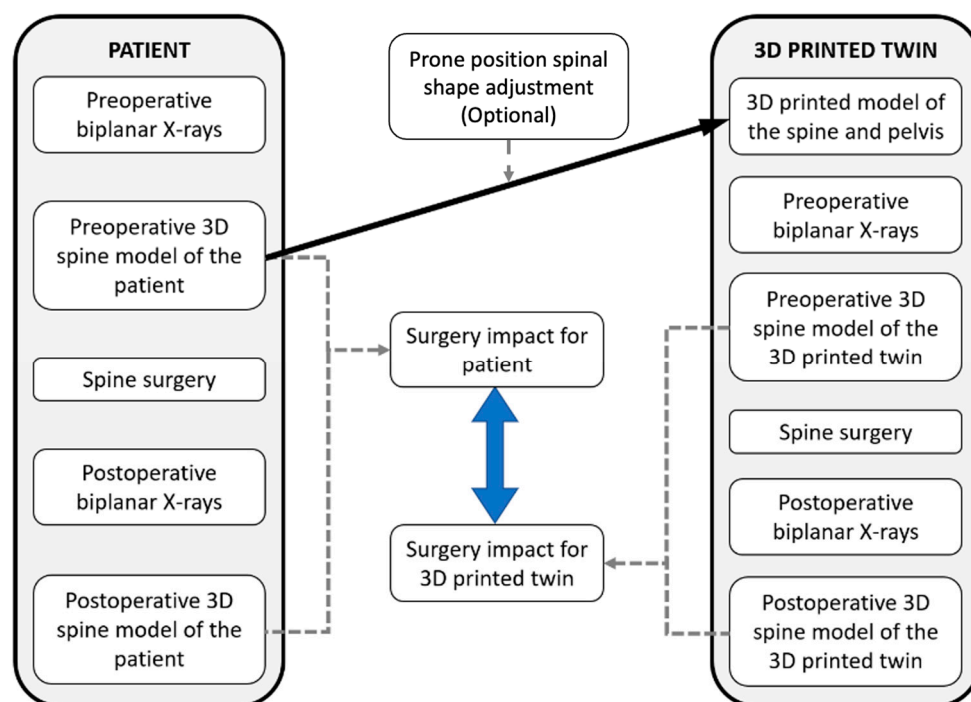 PATIENT
Preoperative
biplanar X-rays
Preoperative 3D
spine model of the
patient
Spine surgery
Postoperative
biplanar X-rays
Postoperative 3D
spine model of the
patient
Prone position spinal
shape adjustment
(Optional)
Surgery impact for
patient
Surgery impact for
3D printed twin
3D PRINTED TWIN
3D printed model of
the spine and pelvis
Preoperative
biplanar X-rays
Preoperative 3D
spine model of the
3D printed twin
Spine surgery
Postoperative
biplanar X-rays
Postoperative 3D
spine model of the
3D printed twin